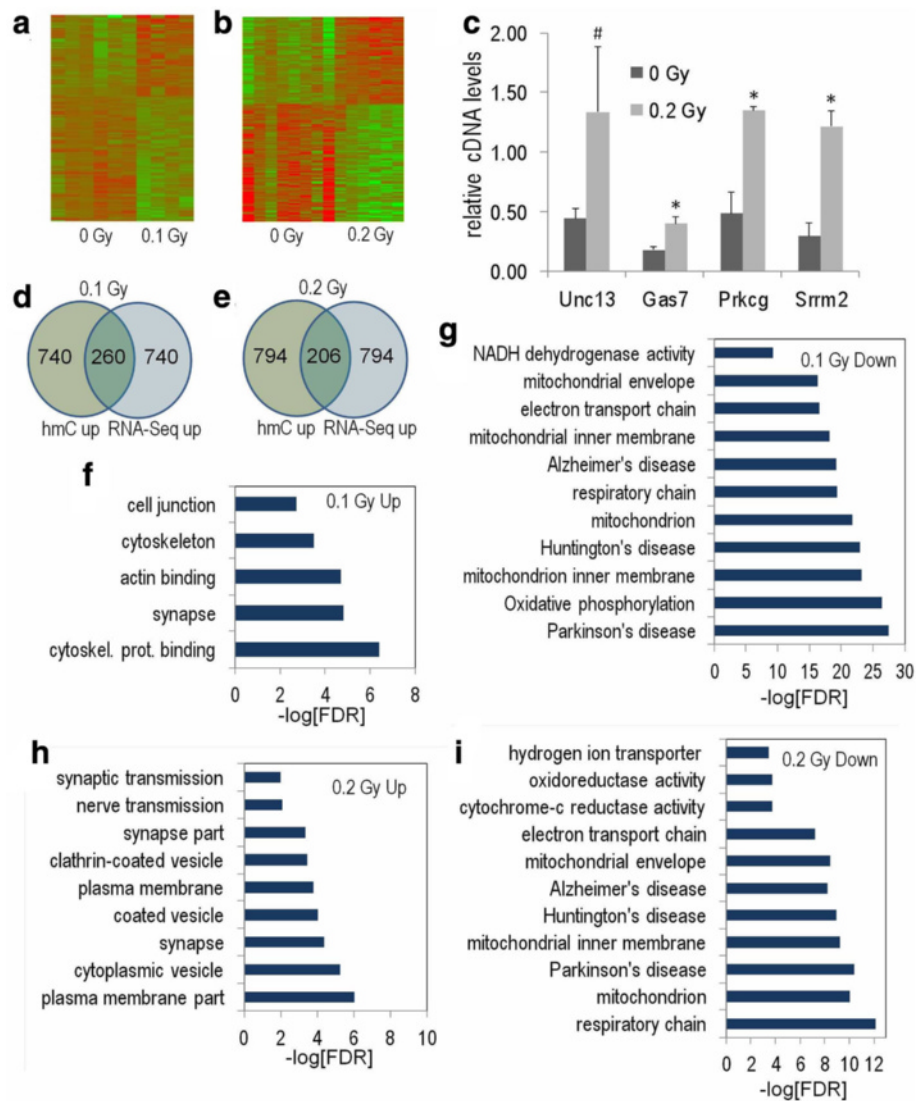 a
0 Gy 0.1 Gy
b
0 Gy 0.2 Gy
c
relative cDNA levels
2.00
1.50
1.00
0.50
0.00
#
*
*
*
0 Gy
0.2 Gy
Unc13 Gas7 Prkcg Srrm2
d
0.1 Gy
740 260 740
hmC up RNA-Seq up
e
0.2 Gy
794 206 794
hmC up RNA-Seq up
f
0.1 Gy Up
cell junction
cytoskeleton
actin binding
synapse
cytoskel. prot. binding
0 2 4 6 8
-log[FDR]
g
0.1 Gy Down
NADH dehydrogenase activity
mitochondrial envelope
electron transport chain
mitochondrial inner membrane
Alzheimer's disease
respiratory chain
mitochondrion
Huntington's disease
mitochondrion inner membrane
Oxidative phosphorylation
Parkinson's disease
0 5 10 15 20 25 30
-log[FDR]
h
0.2 Gy Up
synaptic transmission
nerve transmission
synapse part
clathrin-coated vesicle
plasma membrane
coated vesicle
synapse
cytoplasmic vesicle
plasma membrane part
0 2 4 6 8 10
-log[FDR]
i
0.2 Gy Down
hydrogen ion transporter
oxidoreductase activity
cytochrome-c reductase activity
electron transport chain
mitochondrial envelope
Alzheimer's disease
Huntington's disease
mitochondrial inner membrane
Parkinson's disease
mitochondrion
respiratory chain
0 2 4 6 8 10 12
-log[FDR]